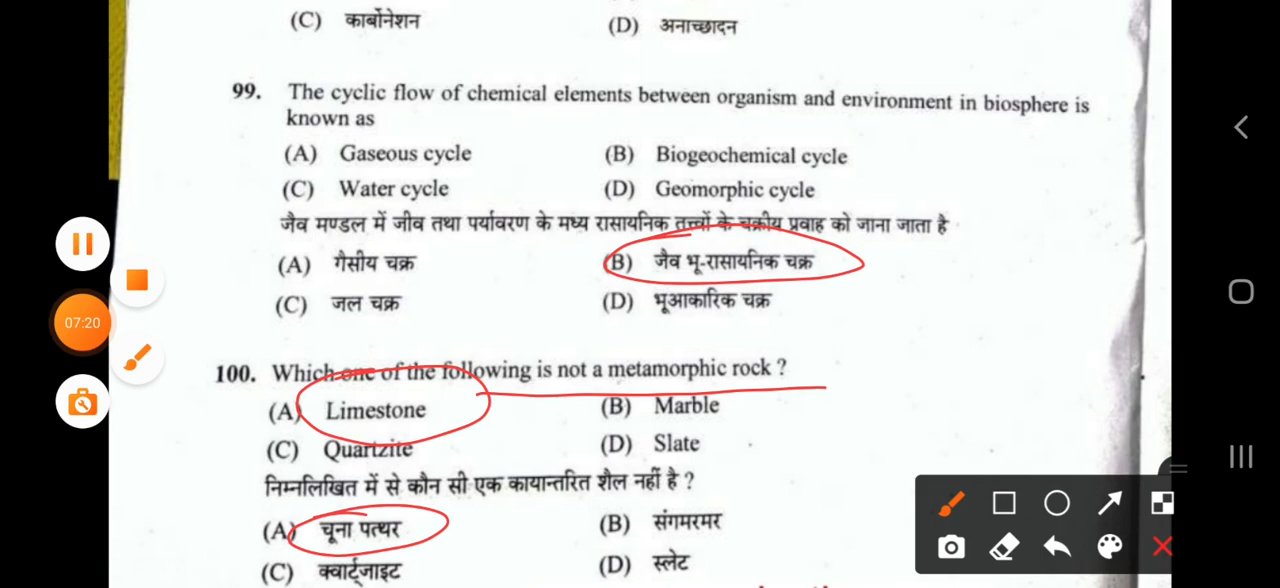 (C) कार्बोनेशन (D) अनाच्छादन
99. The cyclic flow of chemical elements between organism and environment in biosphere is
known as
(A) Gaseous cycle (B) Biogeochemical cycle
(C) Water cycle (D) Geomorphic cycle
जैव मण्डल में जीव तथा पर्यावरण के मध्य रासायनिक तत्त्वों के चक्रीय प्रवाह को जाना जाता है
(A) गैसीय चक्र (B) जैव भू-रासायनिक चक्र
(C) जल चक्र (D) भूआकारिक चक्र
07:20
100. Which one of the following is not a metamorphic rock ?
(A) Limestone (B) Marble
(C) Quartzite (D) Slate
निम्नलिखित में से कौन सी एक कायान्तरित शैल नहीं है ?
(A) चूना पत्थर (B) संगमरमर
(C) क्वार्ट्ज़ाइट (D) स्लेट